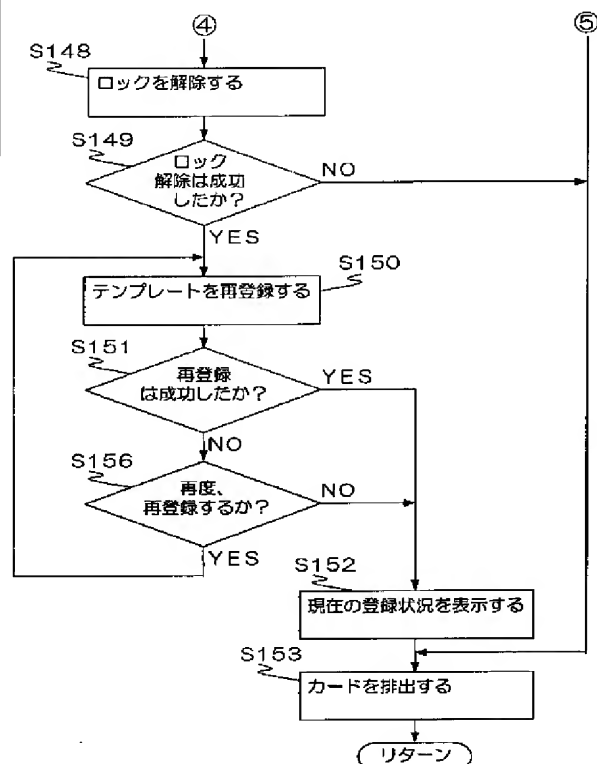 ④
⑤
S148
ロックを解除する
S149
ロック
解除は成功
したか?
NO
YES
S150
テンプレートを再登録する
S151
再登録
は成功したか?
YES
NO
S156
再度、
再登録するか?
NO
YES
S152
現在の登録状況を表示する
S153
カードを排出する
リターン